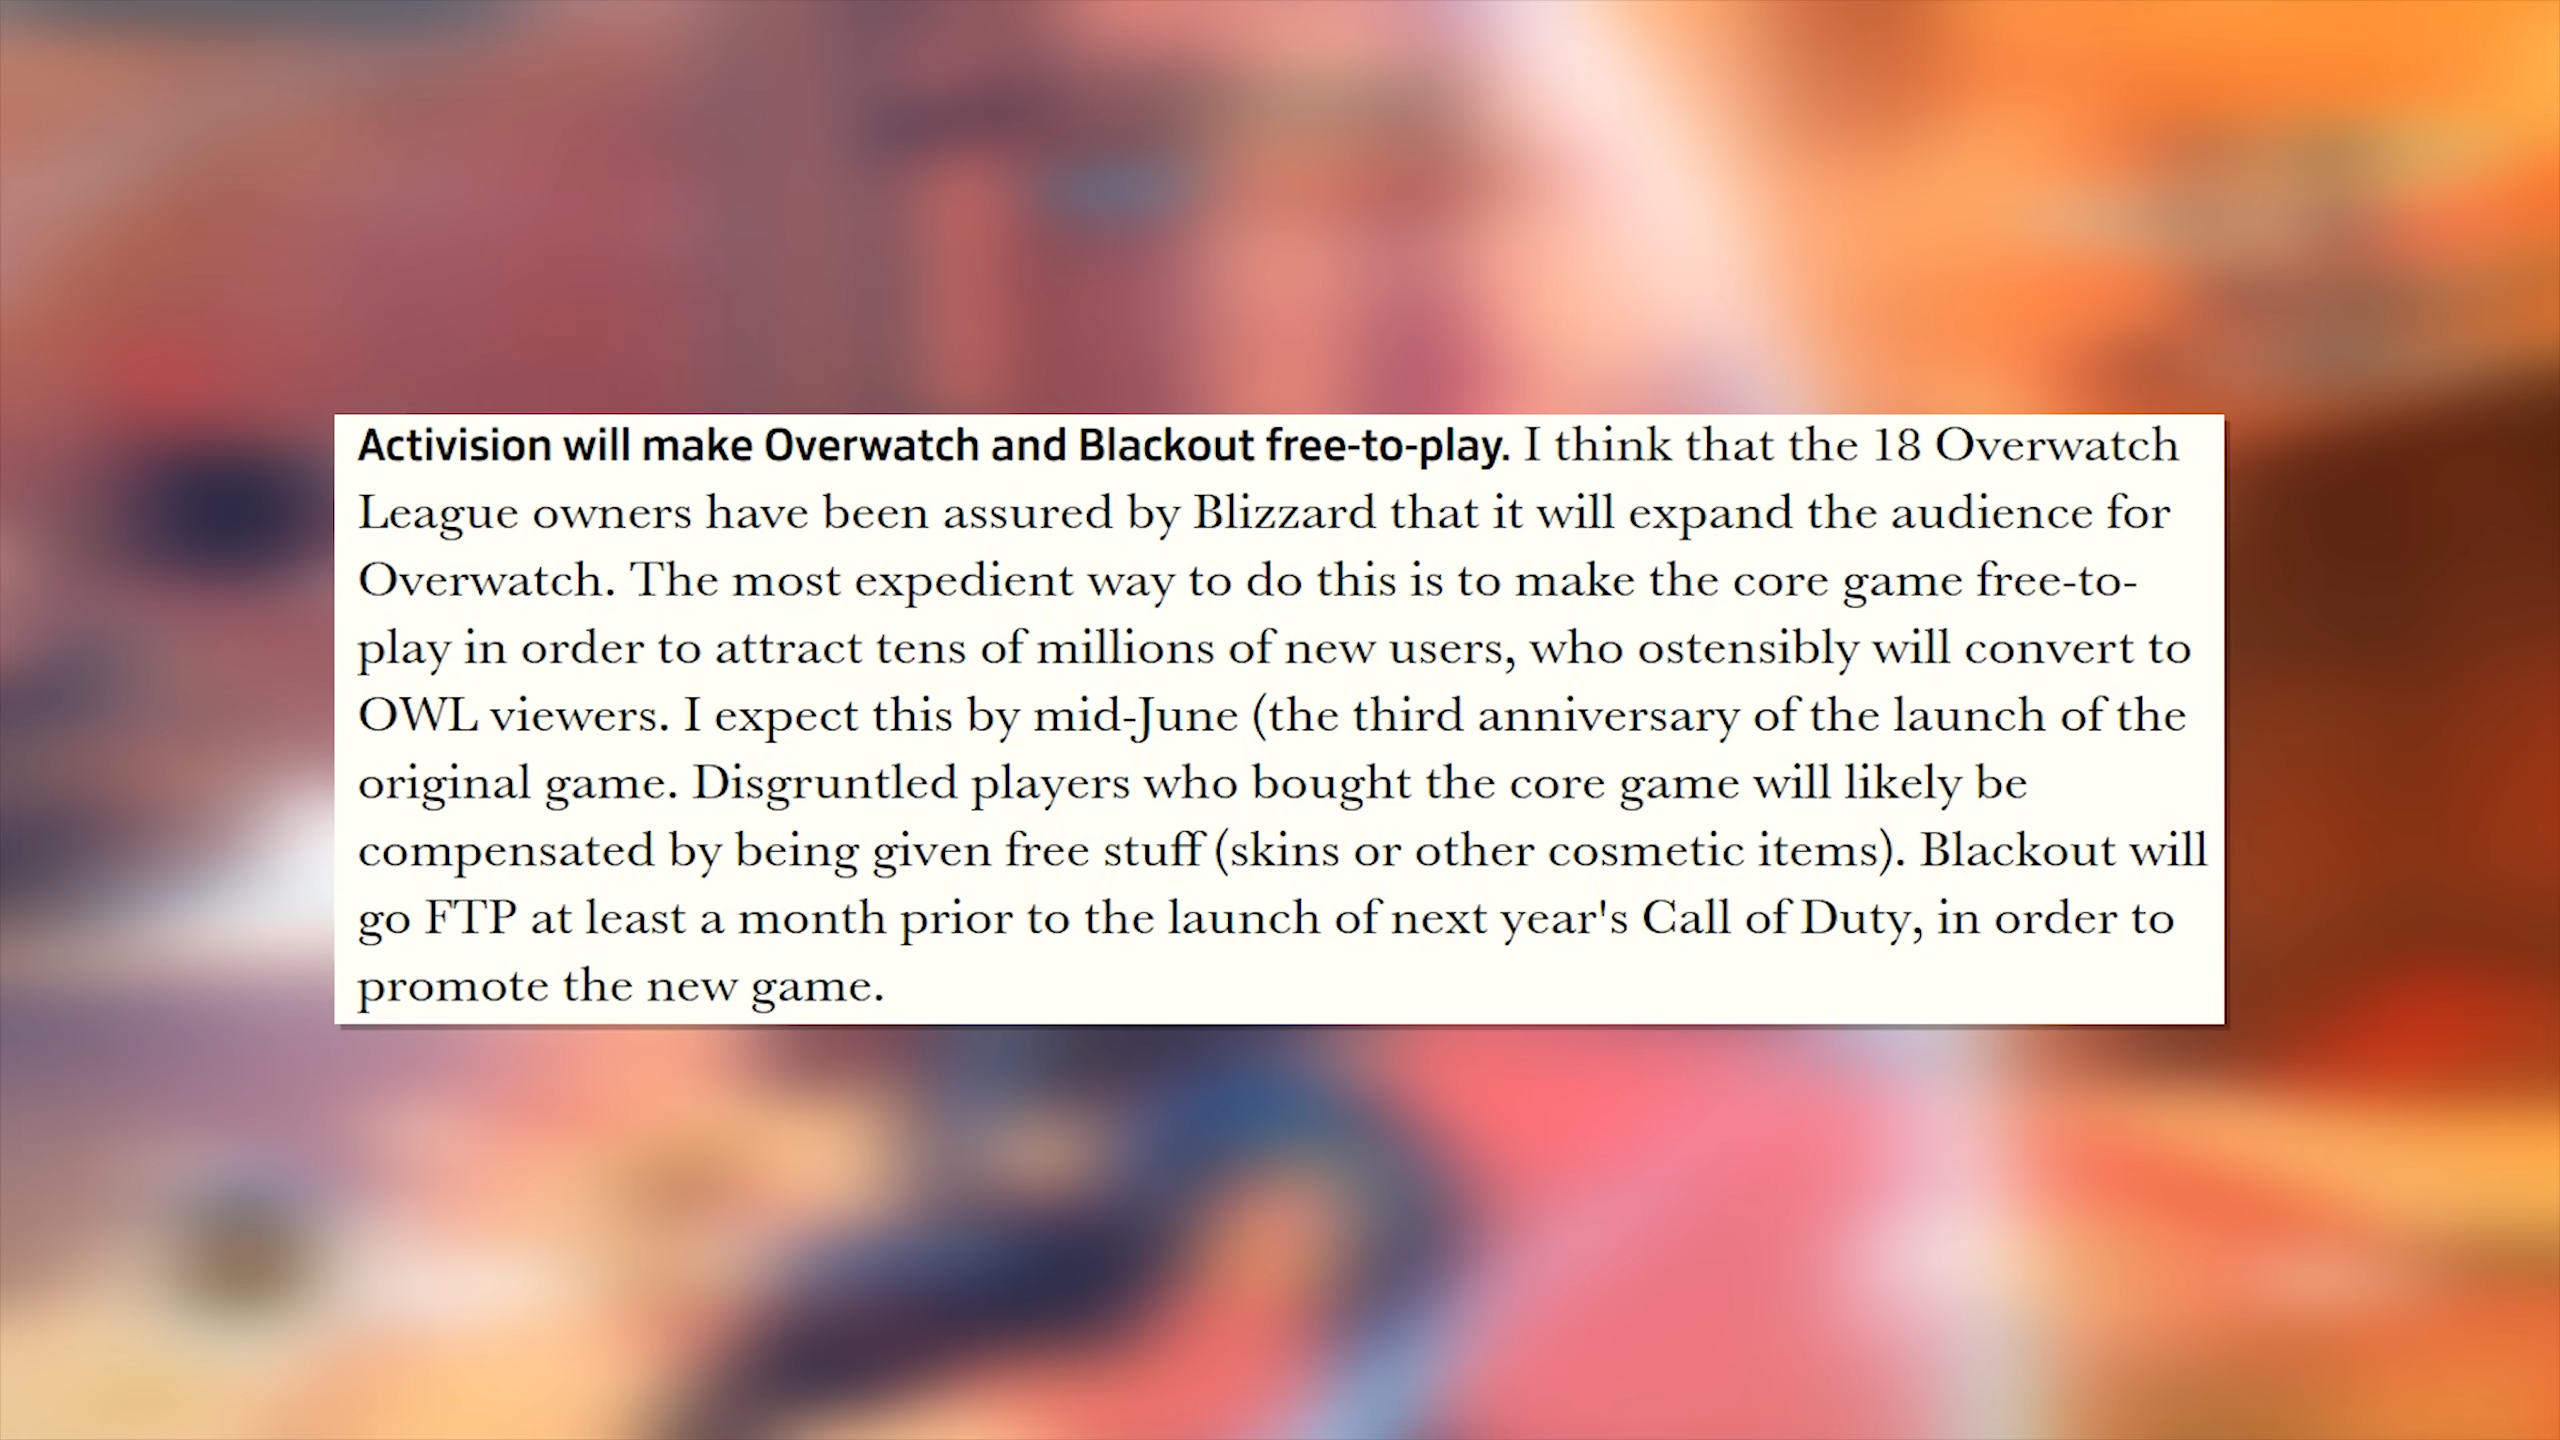 Activision will make Overwatch and Blackout free-to-play. I think that the 18 Overwatch
League owners have been assured by Blizzard that it will expand the audience for
Overwatch. The most expedient way to do this is to make the core game free-to-
play in order to attract tens of millions of new users, who ostensibly will convert to
OWL viewers. I expect this by mid-June (the third anniversary of the launch of the
original game. Disgruntled players who bought the core game will likely be
compensated by being given free stuff (skins or other cosmetic items). Blackout will
go FTP at least a month prior to the launch of next year's Call of Duty, in order to
promote the new game.